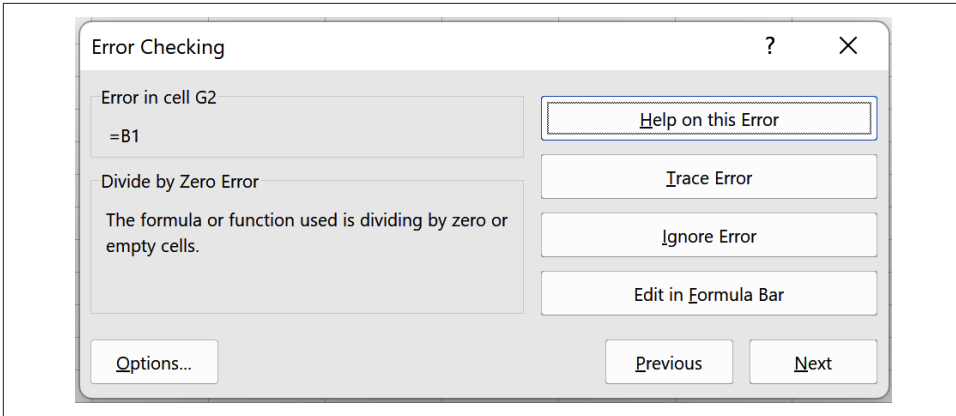 Error Checking
?
Error in cell G2
=B1
Help on this Error
Divide by Zero Error
Trace Error
The formula or function used is dividing by zero or
empty cells.
Ignore Error
Edit in Formula Bar
Options...
Previous
Next